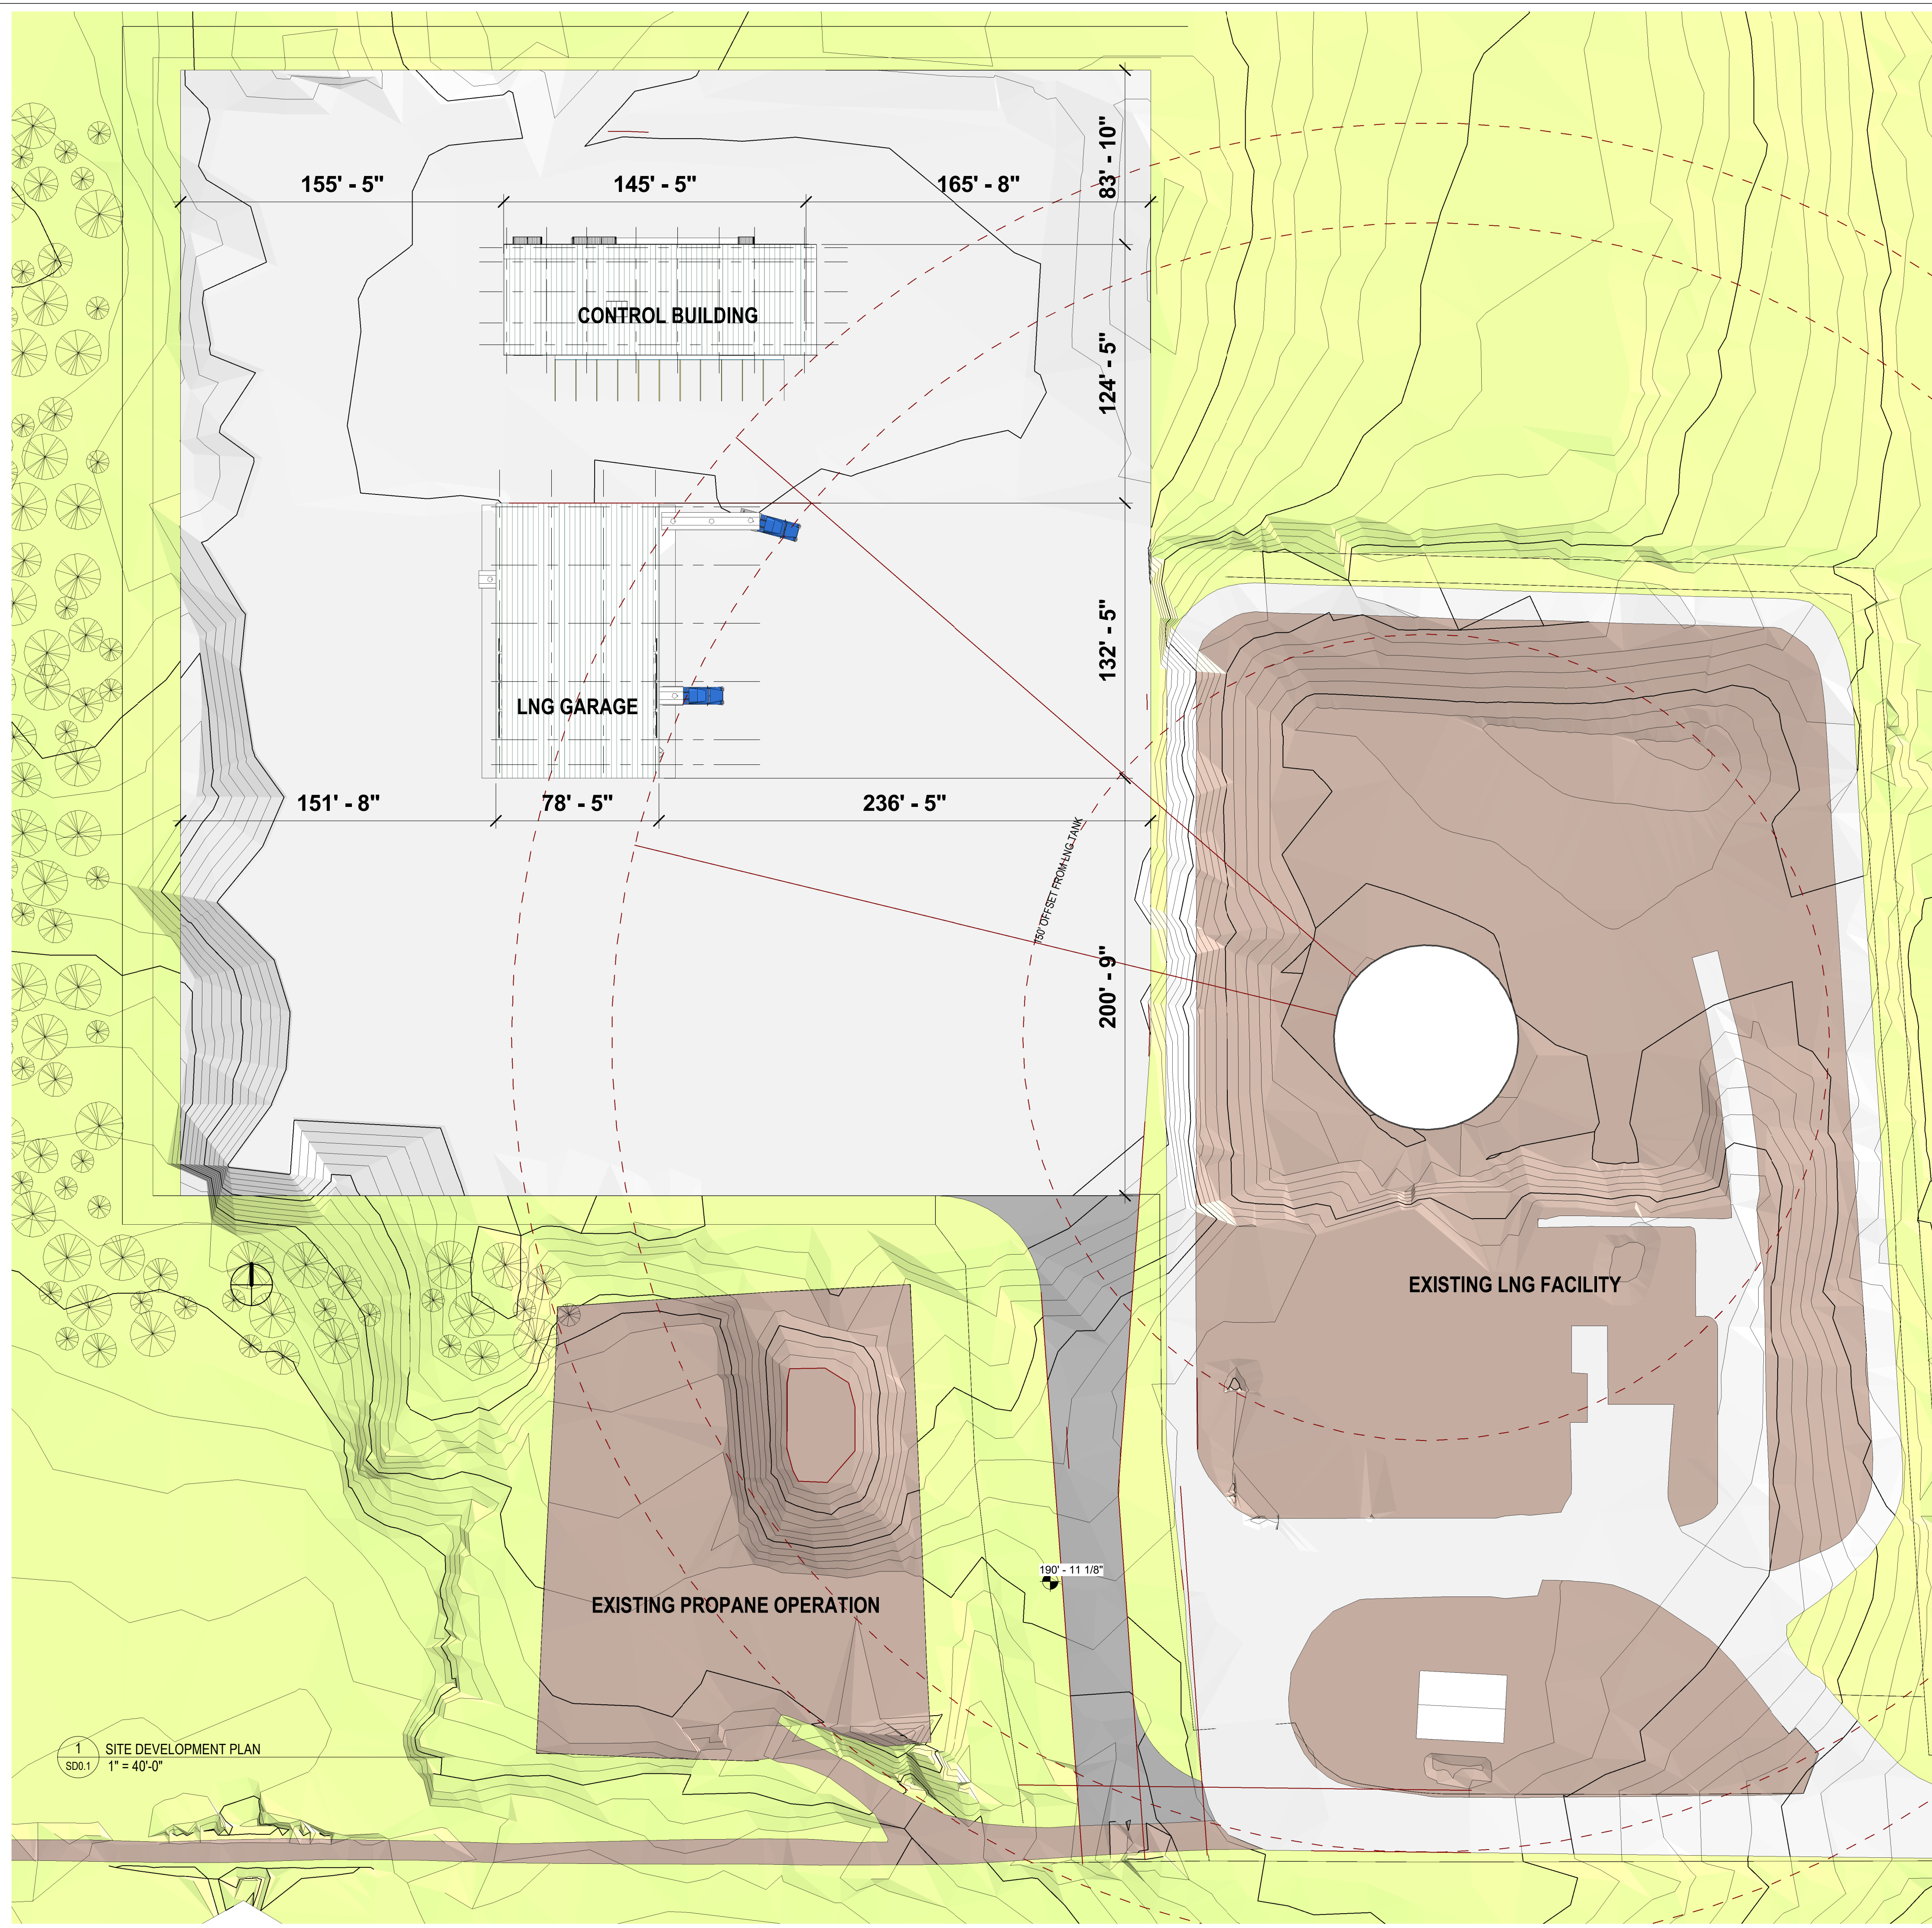 83' - 10"
155' - 5"
145' - 5"
165' - 8"
CONTROL BUILDING
124' - 5"
132' - 5"
LNG GARAGE
151' - 8"
78' - 5"
236' - 5"
150' OFFSET FROM LNG TANK
200' - 9"
EXISTING LNG FACILITY
190' - 11 1/8"
EXISTING PROPANE OPERATION
1
SD0.1
SITE DEVELOPMENT PLAN
1" = 40'-0"